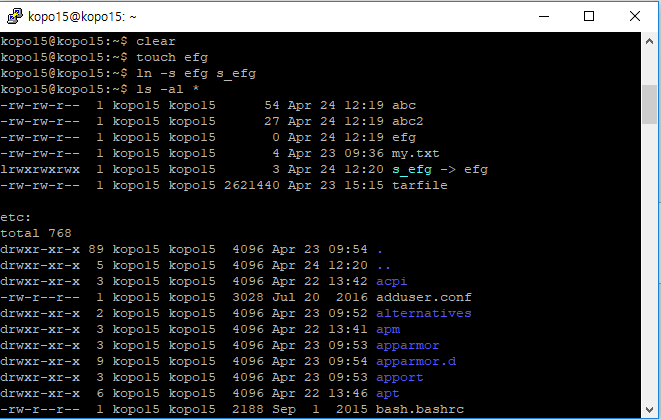 kopo15@kopo15: ~
kopo15@kopo15:~$ clear
kopo15@kopo15:~$ touch efg
kopo15@kopo15:~$ ln -s efg s_efg
kopo15@kopo15:~$ ls -al *
-rw-rw-r--  1 kopo15 kopo15      54 Apr 24 12:19 abc
-rw-rw-r--  1 kopo15 kopo15      27 Apr 24 12:19 abc2
-rw-rw-r--  1 kopo15 kopo15       0 Apr 24 12:19 efg
-rw-rw-r--  1 kopo15 kopo15       4 Apr 23 09:36 my.txt
lrwxrwxrwx  1 kopo15 kopo15       3 Apr 24 12:20 s_efg -> efg
-rw-rw-r--  1 kopo15 kopo15 2621440 Apr 23 15:15 tarfile
etc:
total 768
drwxr-xr-x 89 kopo15 kopo15  4096 Apr 23 09:54 .
drwxr-xr-x  5 kopo15 kopo15  4096 Apr 24 12:20 ..
drwxr-xr-x  3 kopo15 kopo15  4096 Apr 22 13:42 acpi
-rw-r--r--  1 kopo15 kopo15  3028 Jul 20  2016 adduser.conf
drwxr-xr-x  2 kopo15 kopo15  4096 Apr 23 09:52 alternatives
drwxr-xr-x  3 kopo15 kopo15  4096 Apr 22 13:41 apm
drwxr-xr-x  3 kopo15 kopo15  4096 Apr 23 09:53 apparmor
drwxr-xr-x  9 kopo15 kopo15  4096 Apr 23 09:54 apparmor.d
drwxr-xr-x  3 kopo15 kopo15  4096 Apr 23 09:53 apport
drwxr-xr-x  6 kopo15 kopo15  4096 Apr 22 13:46 apt
-rw-r--r--  1 kopo15 kopo15  2188 Sep  1  2015 bash.bashrc